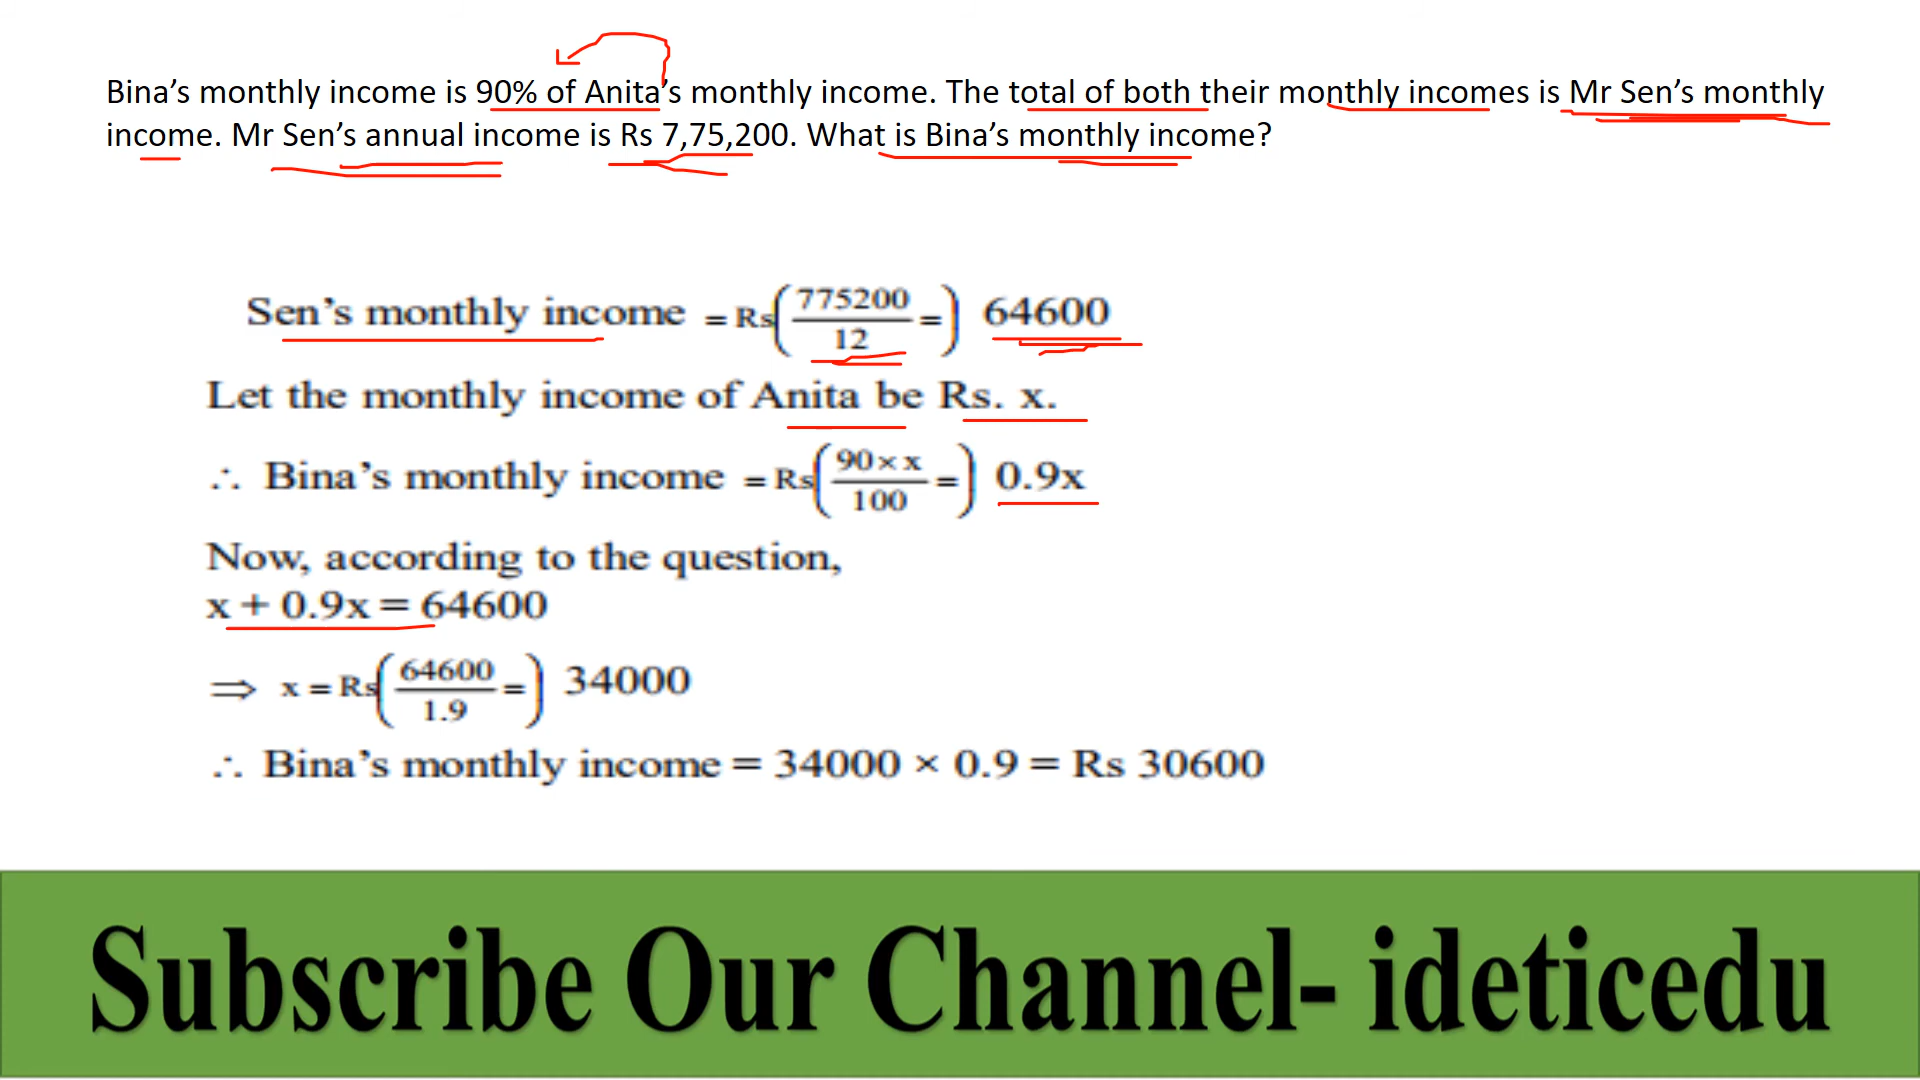 Bina’s monthly income is 90% of Anita’s monthly income. The total of both their monthly incomes is Mr Sen’s monthly
income. Mr Sen’s annual income is Rs 7,75,200. What is Bina’s monthly income?
Sen’s monthly income = Rs(775200/12 =) 64600
Let the monthly income of Anita be Rs. x.
∴ Bina’s monthly income = Rs(90×x/100 =) 0.9x
Now, according to the question,
x + 0.9x = 64600
⇒ x = Rs(64600/1.9 =) 34000
∴ Bina’s monthly income = 34000 × 0.9 = Rs 30600
Subscribe Our Channel- ideticedu